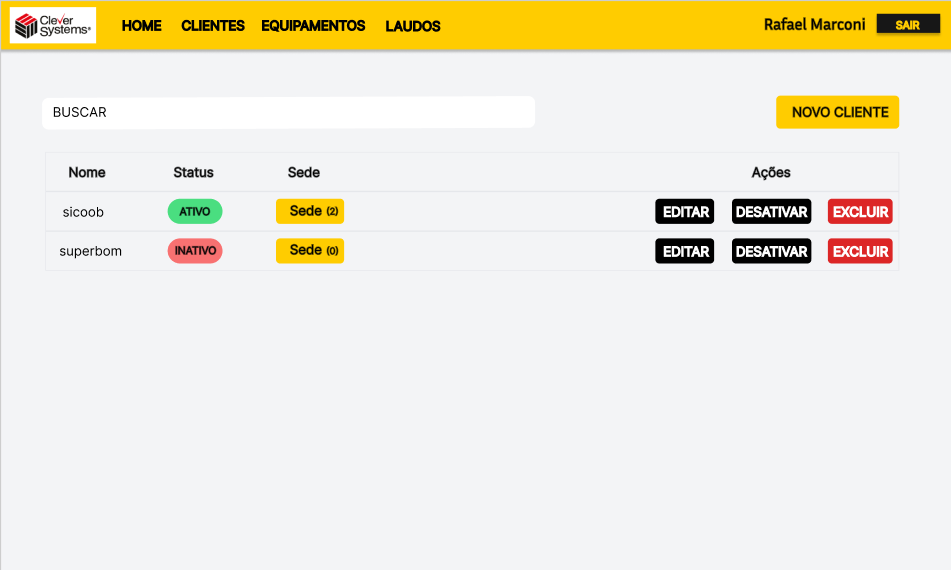 Clever Systems® HOME CLIENTES EQUIPAMENTOS LAUDOS Rafael Marconi SAIR
BUSCAR NOVO CLIENTE
Nome Status Sede Ações
sicoob ATIVO Sede (2) EDITAR DESATIVAR EXCLUIR
superbom INATIVO Sede (0) EDITAR DESATIVAR EXCLUIR